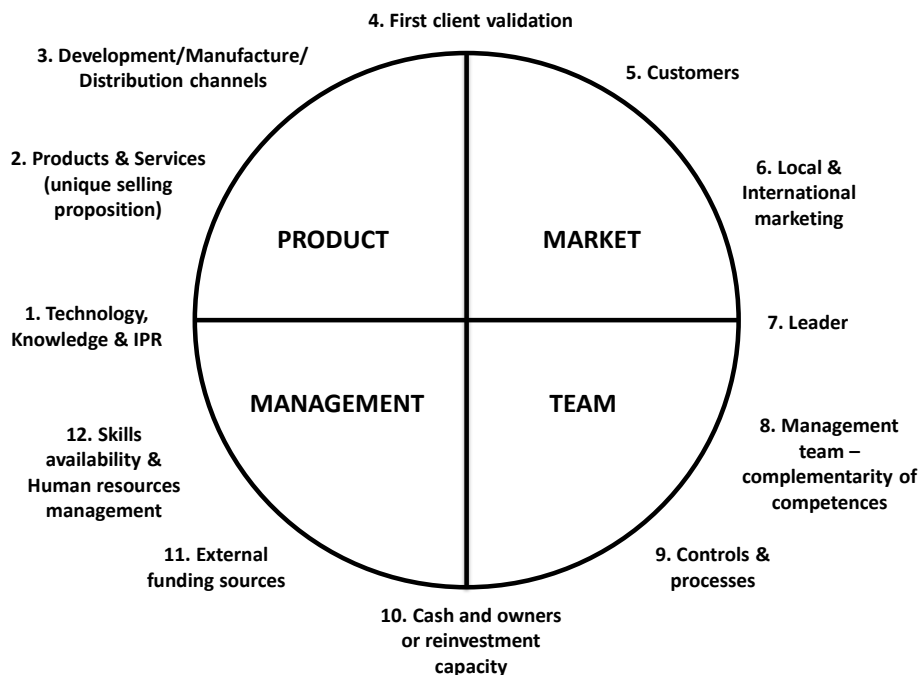 4. First client validation
3. Development/Manufacture/
Distribution channels
5. Customers
2. Products & Services
(unique selling
proposition)
6. Local &
International
marketing
PRODUCT
MARKET
1. Technology,
Knowledge & IPR
7. Leader
MANAGEMENT
TEAM
12. Skills
availability &
Human resources
management
8. Management
team –
complementarity of
competences
11. External
funding sources
9. Controls &
processes
10. Cash and owners
or reinvestment
capacity